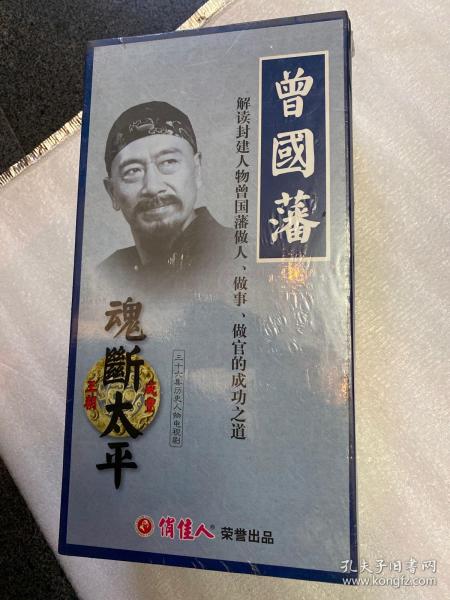 曾國藩
解读封建人物曾国藩做人、做事、做官的成功之道
魂斷太平
咸豐
王朝
三十六集历史人物电视剧
俏佳人® 荣誉出品
孔夫子旧书网
www.kongfz.com